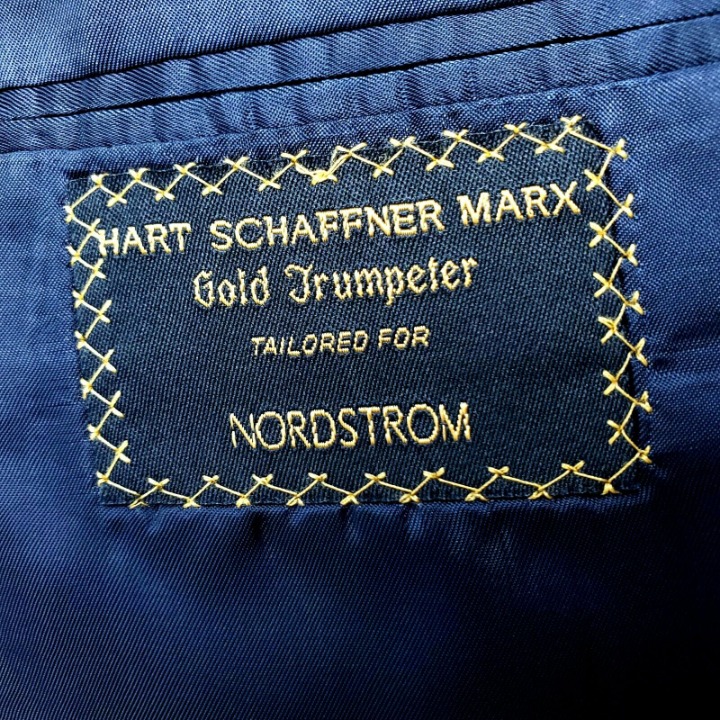 HART SCHAFFNER MARX
Gold Trumpeter
TAILORED FOR
NORDSTROM